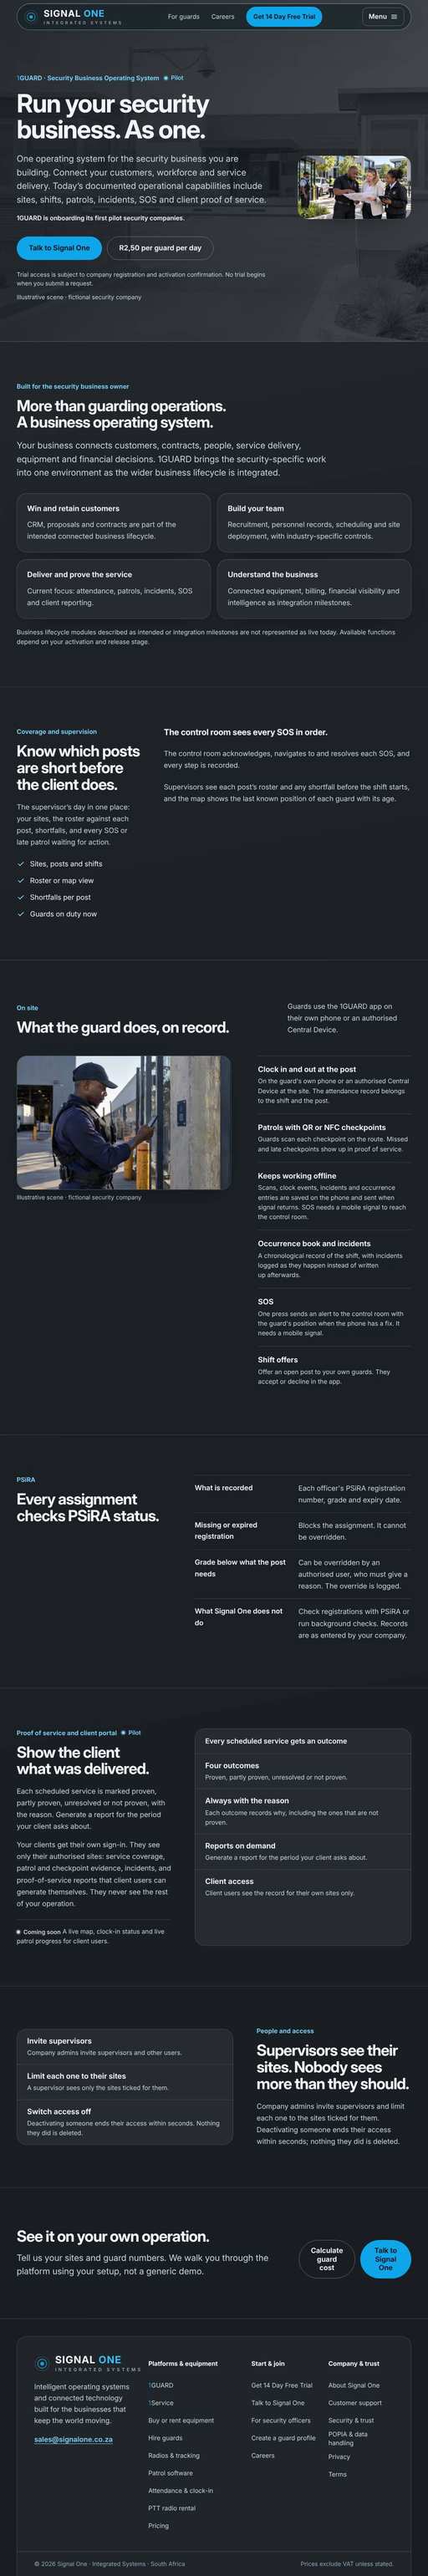 SIGNAL ONE
INTEGRATED SYSTEMS
For guards
Careers
Get 14 Day Free Trial
Menu
1GUARD · Security Business Operating System
Pilot
Run your security
business. As one.
One operating system for the security business you are
building. Connect your customers, workforce and service
delivery. Today's documented operational capabilities include
sites, shifts, patrols, incidents, SOS and client proof of service.
1GUARD is onboarding its first pilot security companies.
Talk to Signal One
R2,50 per guard per day
Trial access is subject to company registration and activation confirmation. No trial begins
when you submit a request.
Illustrative scene · fictional security company
Built for the security business owner
More than guarding operations.
A business operating system.
Your business connects customers, contracts, people, service delivery,
equipment and financial decisions. 1GUARD brings the security-specific work
into one environment as the wider business lifecycle is integrated.
Win and retain customers
CRM, proposals and contracts are part of the
intended connected business lifecycle.
Build your team
Recruitment, personnel records, scheduling and site
deployment, with industry-specific controls.
Deliver and prove the service
Current focus: attendance, patrols, incidents, SOS
and client reporting.
Understand the business
Connected equipment, billing, financial visibility and
intelligence as integration milestones.
Business lifecycle modules described as intended or integration milestones are not represented as live today. Available functions
depend on your activation and release stage.
Coverage and supervision
Know which posts
are short before
the client does.
The supervisor's day in one place:
your sites, the roster against each
post, shortfalls, and every SOS or
late patrol waiting for action.
Sites, posts and shifts
Roster or map view
Shortfalls per post
Guards on duty now
The control room sees every SOS in order.
The control room acknowledges, navigates to and resolves each SOS, and
every step is recorded.
Supervisors see each post's roster and any shortfall before the shift starts,
and the map shows the last known position of each guard with its age.
On site
What the guard does, on record.
Guards use the 1GUARD app on
their own phone or an authorised
Central Device.
Illustrative scene · fictional security company
Clock in and out at the post
On the guard's own phone or an authorised Central
Device at the site. The attendance record belongs
to the shift and the post.
Patrols with QR or NFC checkpoints
Guards scan each checkpoint on the route. Missed
and late checkpoints show up in proof of service.
Keeps working offline
Scans, clock events, incidents and occurrence
entries are saved on the phone and sent when
signal returns. SOS needs a mobile signal to reach
the control room.
Occurrence book and incidents
A chronological record of the shift, with incidents
logged as they happen instead of written
up afterwards.
SOS
One press sends an alert to the control room with
the guard's position when the phone has a fix. It
needs a mobile signal.
Shift offers
Offer an open post to your own guards. They
accept or decline in the app.
PSiRA
Every assignment
checks PSiRA status.
What is recorded
Each officer's PSiRA registration
number, grade and expiry date.
Missing or expired
registration
Blocks the assignment. It cannot
be overridden.
Grade below what the post
needs
Can be overridden by an
authorised user, who must give a
reason. The override is logged.
What Signal One does not
do
Check registrations with PSiRA or
run background checks. Records
are as entered by your company.
Proof of service and client portal
Pilot
Show the client
what was delivered.
Each scheduled service is marked proven,
partly proven, unresolved or not proven, with
the reason. Generate a report for the period
your client asks about.
Your clients get their own sign-in. They see
only their authorised sites: service coverage,
patrol and checkpoint evidence, incidents, and
proof-of-service reports that client users can
generate themselves. They never see the rest
of your operation.
Coming soon A live map, clock-in status and live
patrol progress for client users.
Every scheduled service gets an outcome
Four outcomes
Proven, partly proven, unresolved or not proven.
Always with the reason
Each outcome records why, including the ones that are not
proven.
Reports on demand
Generate a report for the period your client asks about.
Client access
Client users see the record for their own sites only.
Invite supervisors
Company admins invite supervisors and other users.
Limit each one to their sites
A supervisor sees only the sites ticked for them.
Switch access off
Deactivating someone ends their access within seconds. Nothing
they did is deleted.
People and access
Supervisors see their
sites. Nobody sees
more than they should.
Company admins invite supervisors and limit
each one to the sites ticked for them.
Deactivating someone ends their access
within seconds; nothing they did is deleted.
See it on your own operation.
Tell us your sites and guard numbers. We walk you through the
platform using your setup, not a generic demo.
Calculate
guard
cost
Talk to
Signal
One
SIGNAL ONE
INTEGRATED SYSTEMS
Intelligent operating systems
and connected technology
built for the businesses that
keep the world moving.
sales@signalone.co.za
Platforms & equipment
1GUARD
1Service
Buy or rent equipment
Hire guards
Radios & tracking
Patrol software
Attendance & clock-in
PTT radio rental
Pricing
Start & join
Get 14 Day Free Trial
Talk to Signal One
For security officers
Create a guard profile
Careers
Company & trust
About Signal One
Customer support
Security & trust
POPIA & data
handling
Privacy
Terms
© 2026 Signal One · Integrated Systems · South Africa
Prices exclude VAT unless stated.